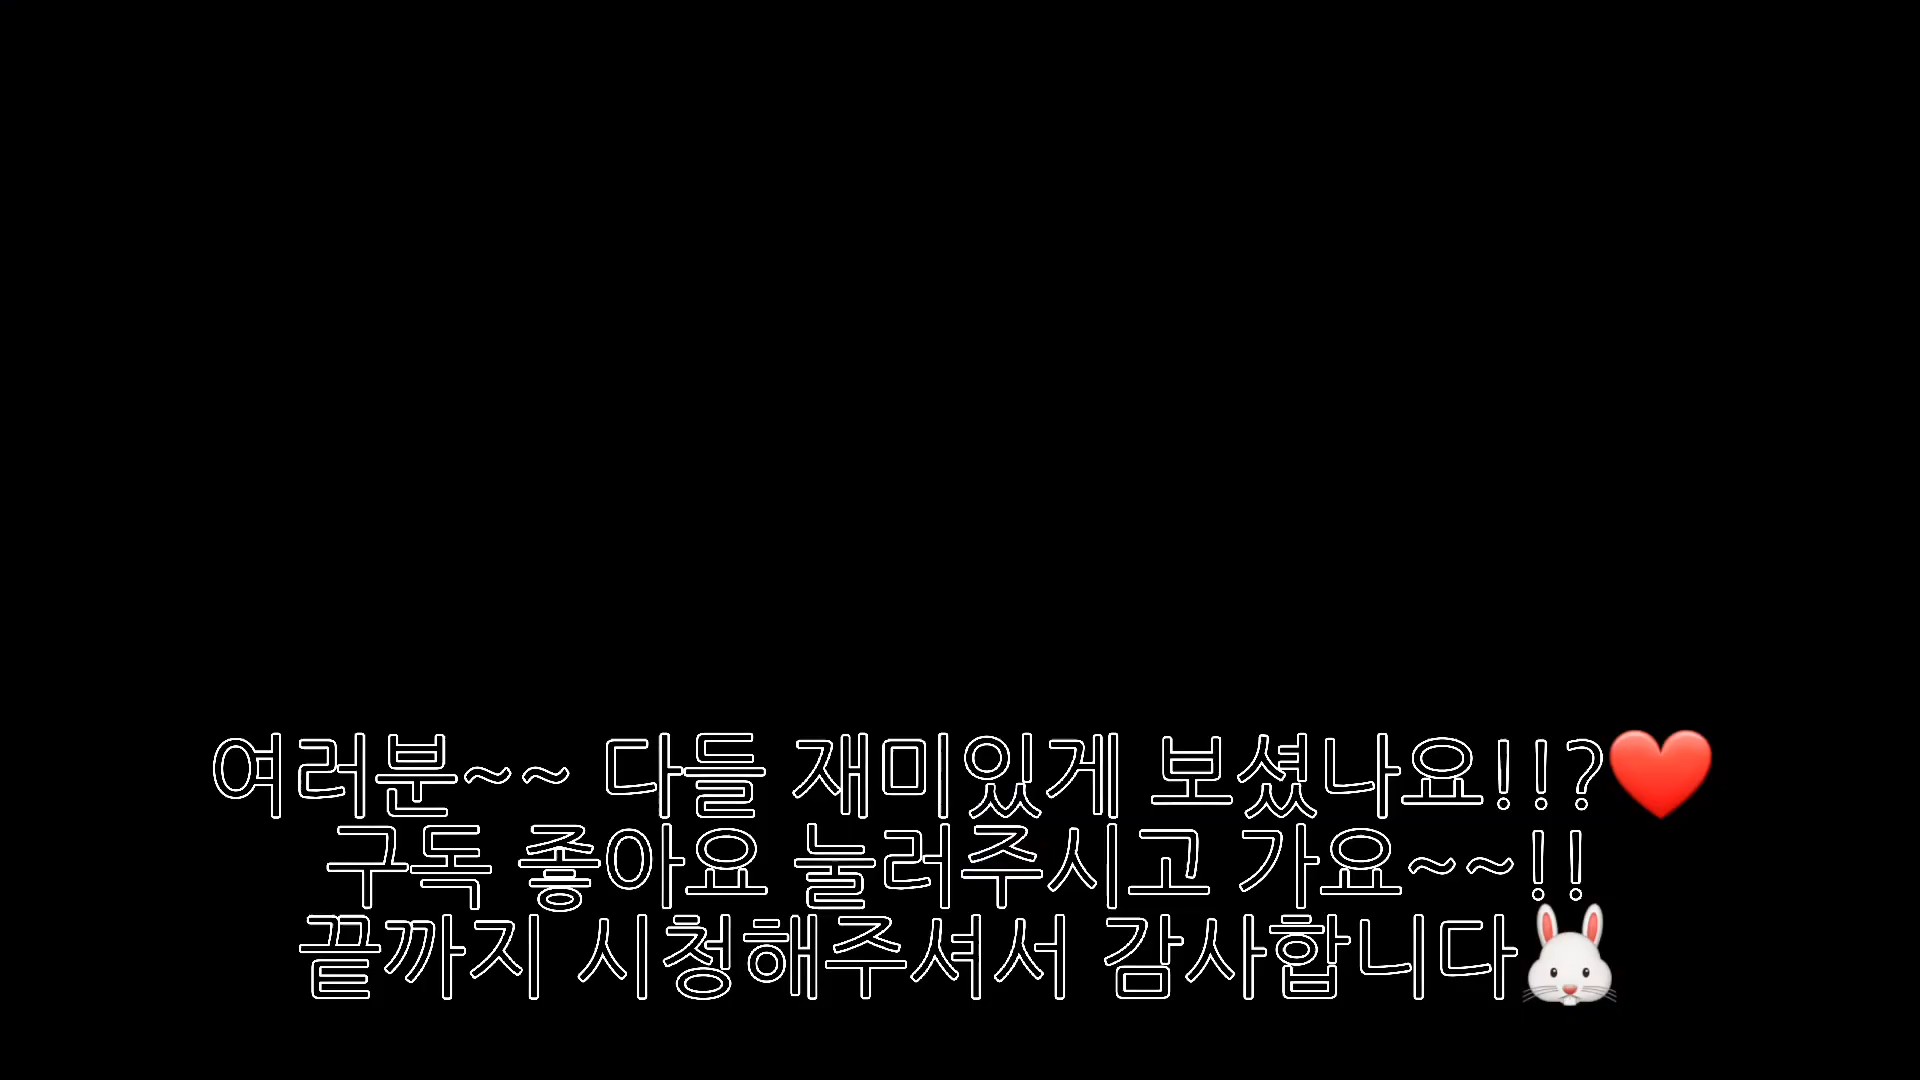 여러분~~ 다들 재미있게 보셨나요!!?❤️
구독 좋아요 눌러주시고 가요~~!!
끝까지 시청해주셔서 감사합니다🐰